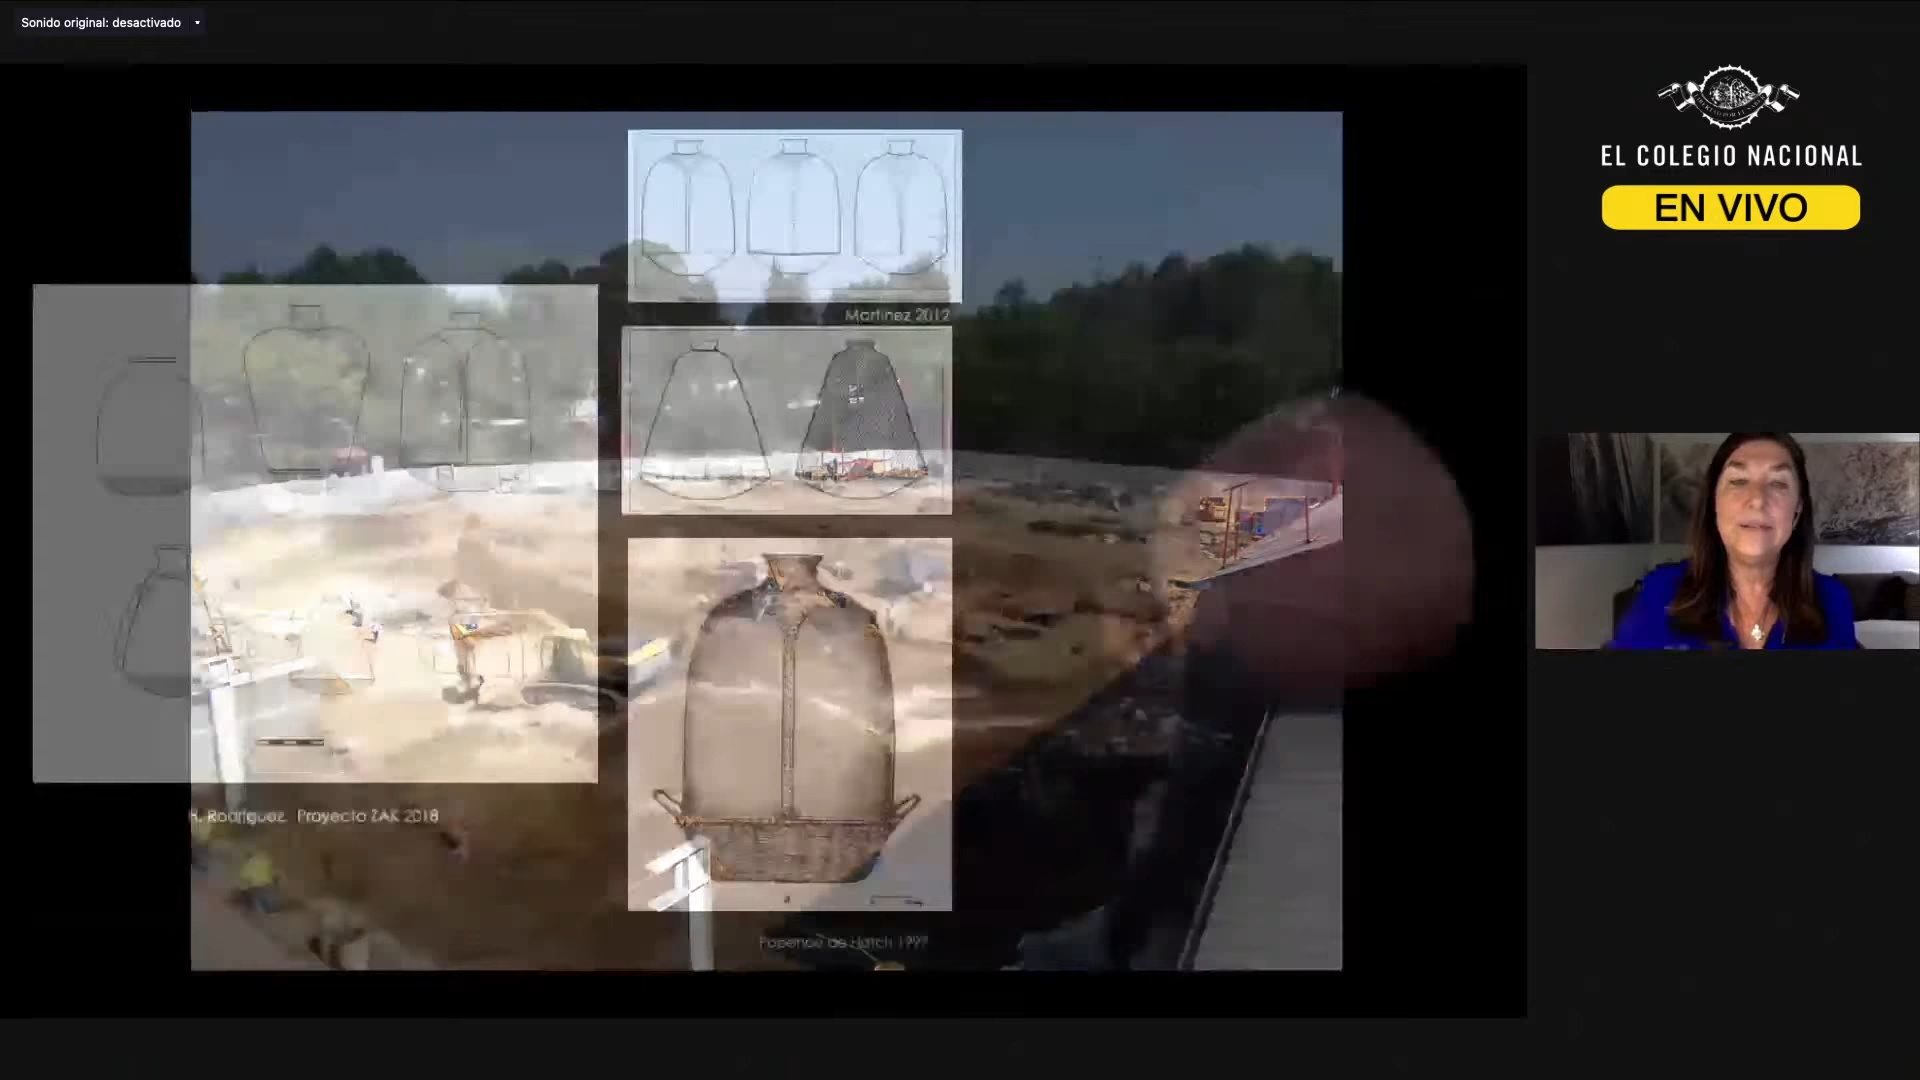 Sonido original: desactivado
EL COLEGIO NACIONAL
EN VIVO
Martínez 2012
R. Rodríguez. Proyecto ZAK 2018
Popenoe de Hatch 1997